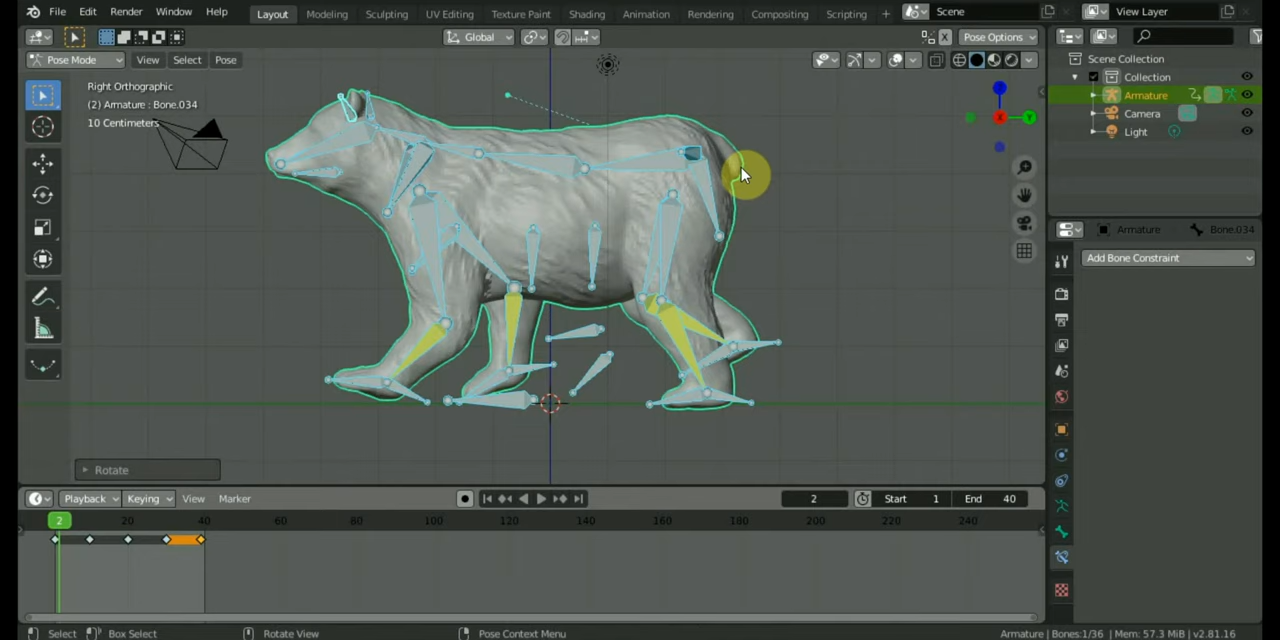 File Edit Render Window Help Layout Modeling Sculpting UV Editing Texture Paint Shading Animation Rendering Compositing Scripting + Scene View Layer
Global Pose Options
Pose Mode View Select Pose
Right Orthographic
(2) Armature : Bone.034
10 Centimeters
Z
Y
X
Scene Collection
Collection
Armature
Camera
Light
Armature Bone.034
Add Bone Constraint
Rotate
Playback Keying View Marker 2 Start 1 End 40
2 20 40 60 80 100 120 140 160 180 200 220 240
Select Box Select Rotate View Pose Context Menu Armature | Bones:1/36 | Mem: 57.3 MiB | v2.81.16